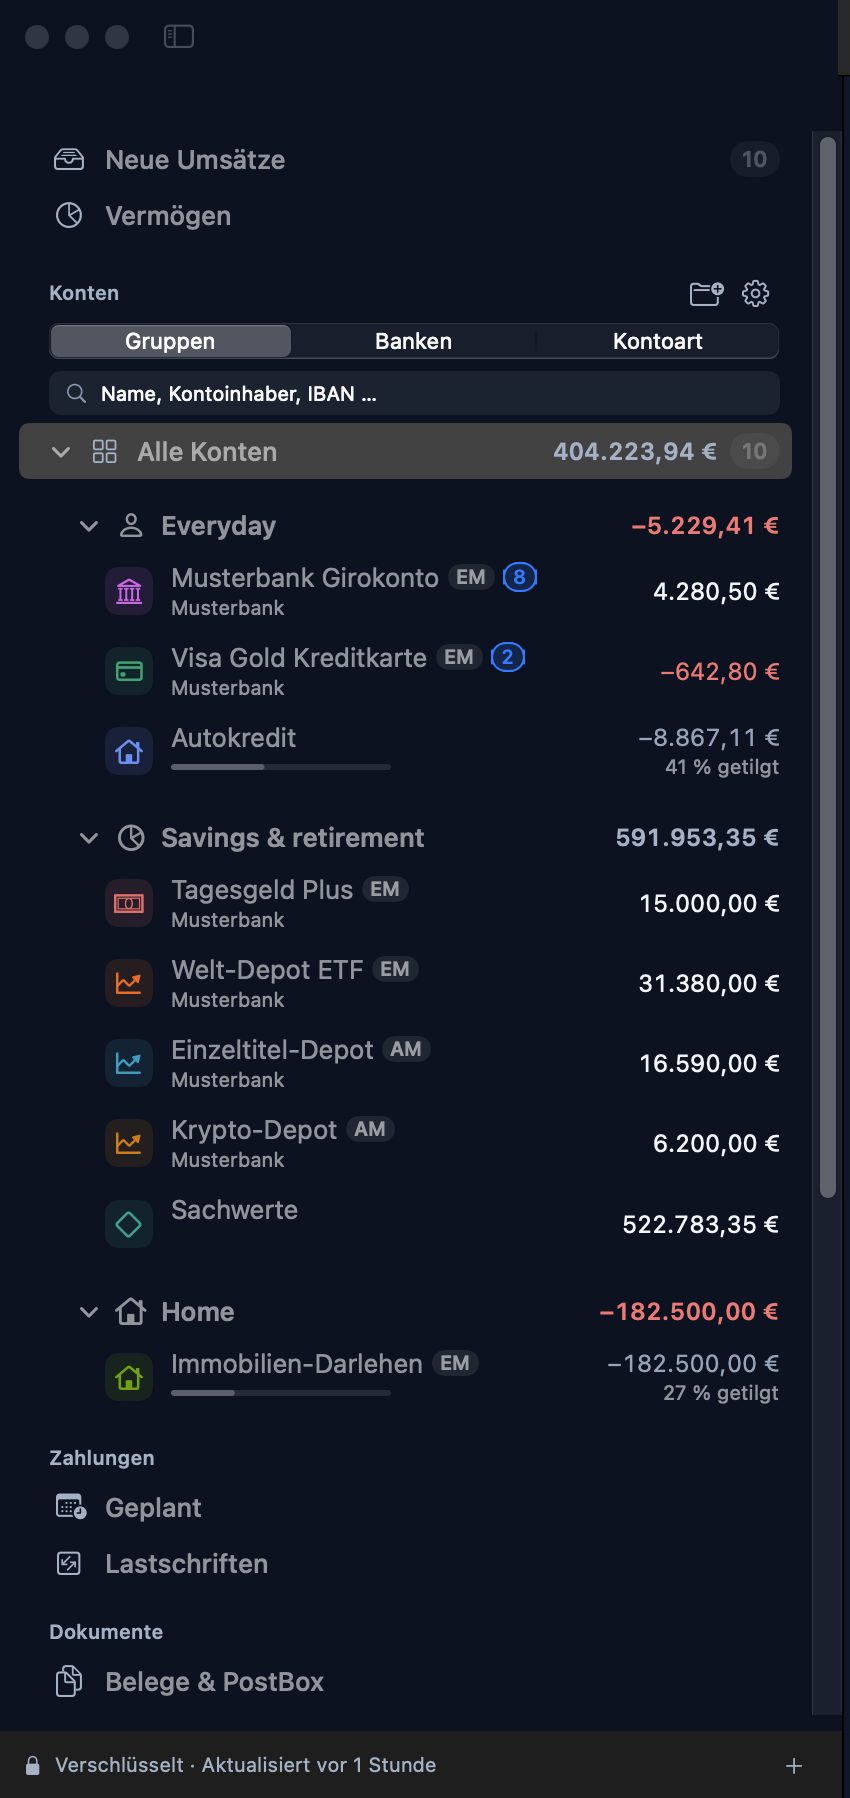 Neue Umsätze 10
Vermögen
Konten
Gruppen Banken Kontoart
Name, Kontoinhaber, IBAN ...
Alle Konten 404.223,94 € 10
Everyday −5.229,41 €
Musterbank Girokonto EM 8
Musterbank
4.280,50 €
Visa Gold Kreditkarte EM 2
Musterbank
−642,80 €
Autokredit −8.867,11 €
41 % getilgt
Savings & retirement 591.953,35 €
Tagesgeld Plus EM
Musterbank
15.000,00 €
Welt-Depot ETF EM
Musterbank
31.380,00 €
Einzeltitel-Depot AM
Musterbank
16.590,00 €
Krypto-Depot AM
Musterbank
6.200,00 €
Sachwerte
522.783,35 €
Home −182.500,00 €
Immobilien-Darlehen EM −182.500,00 €
27 % getilgt
Zahlungen
Geplant
Lastschriften
Dokumente
Belege & PostBox
Verschlüsselt · Aktualisiert vor 1 Stunde